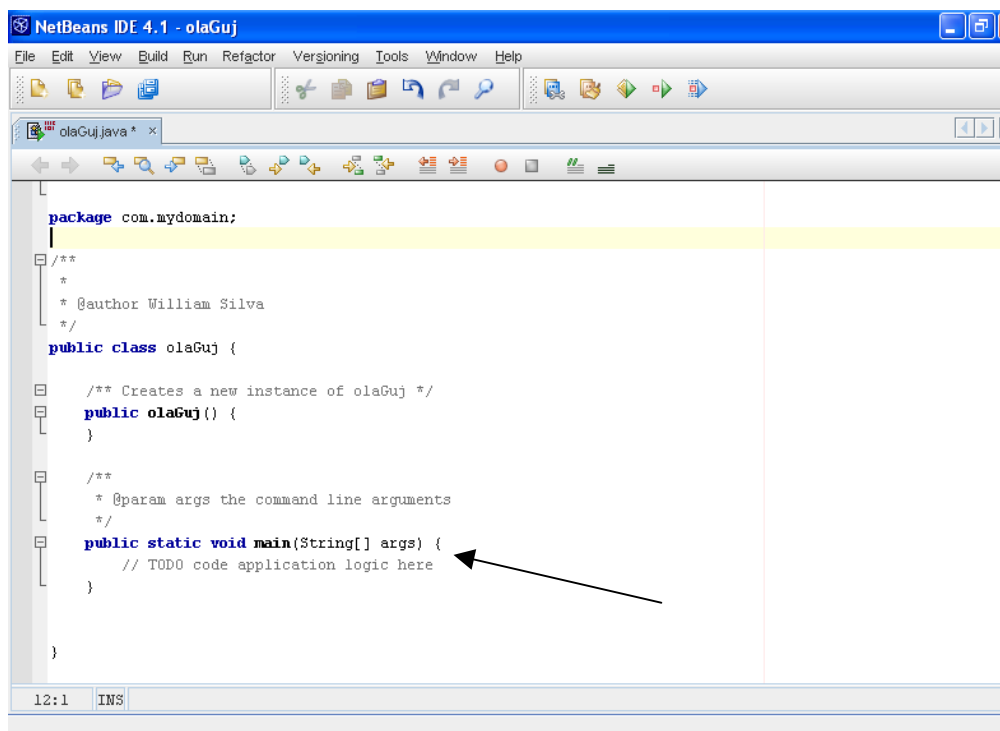 NetBeans IDE 4.1 - olaGuj
File Edit View Build Run Refactor Versioning Tools Window Help
olaGuj.java * ×
package com.mydomain;
/**
 *
 * @author William Silva
 */
public class olaGuj {
    /** Creates a new instance of olaGuj */
    public olaGuj() {
    }
    /**
     * @param args the command line arguments
     */
    public static void main(String[] args) {
        // TODO code application logic here
    }
}
12:1 INS